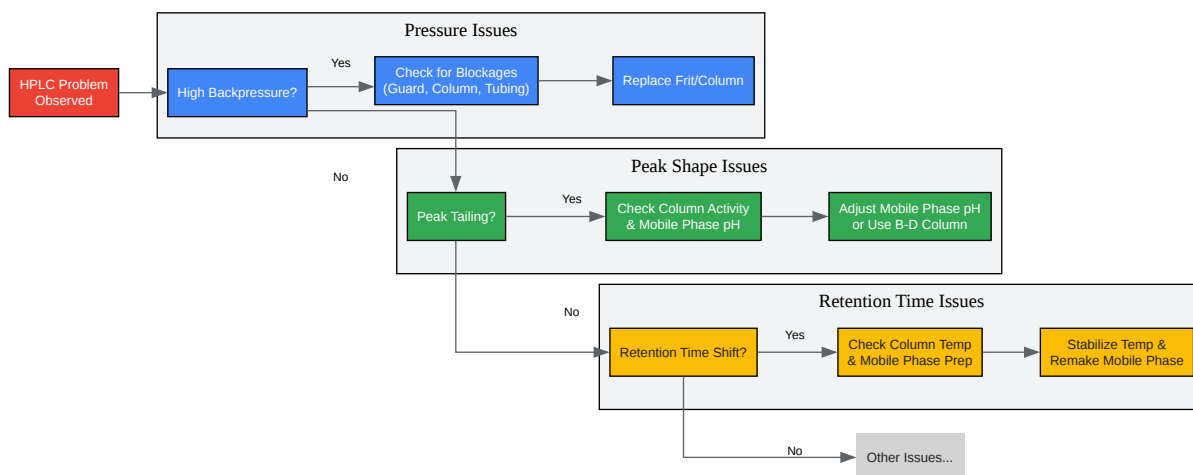 Pressure Issues
HPLC Problem
Observed
High Backpressure?
Yes
Check for Blockages
(Guard, Column, Tubing)
Replace Frit/Column
No
Peak Shape Issues
Peak Tailing?
Yes
Check Column Activity
& Mobile Phase pH
Adjust Mobile Phase pH
or Use B-D Column
No
Retention Time Issues
Retention Time Shift?
Yes
Check Column Temp
& Mobile Phase Prep
Stabilize Temp &
Remake Mobile Phase
No
Other Issues...